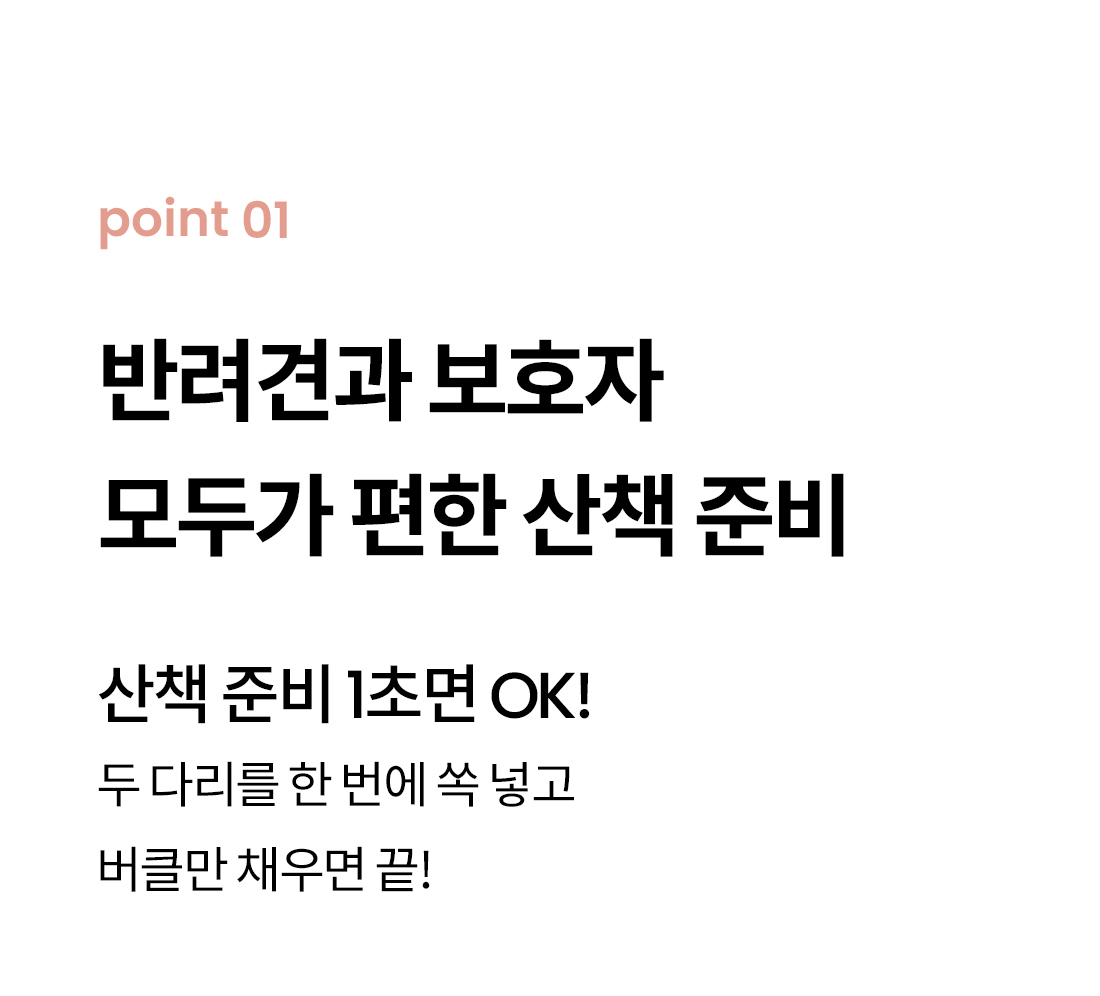 point 01
반려견과 보호자
모두가 편한 산책 준비
산책 준비 1초면 OK!
두 다리를 한 번에 쏙 넣고
버클만 채우면 끝!